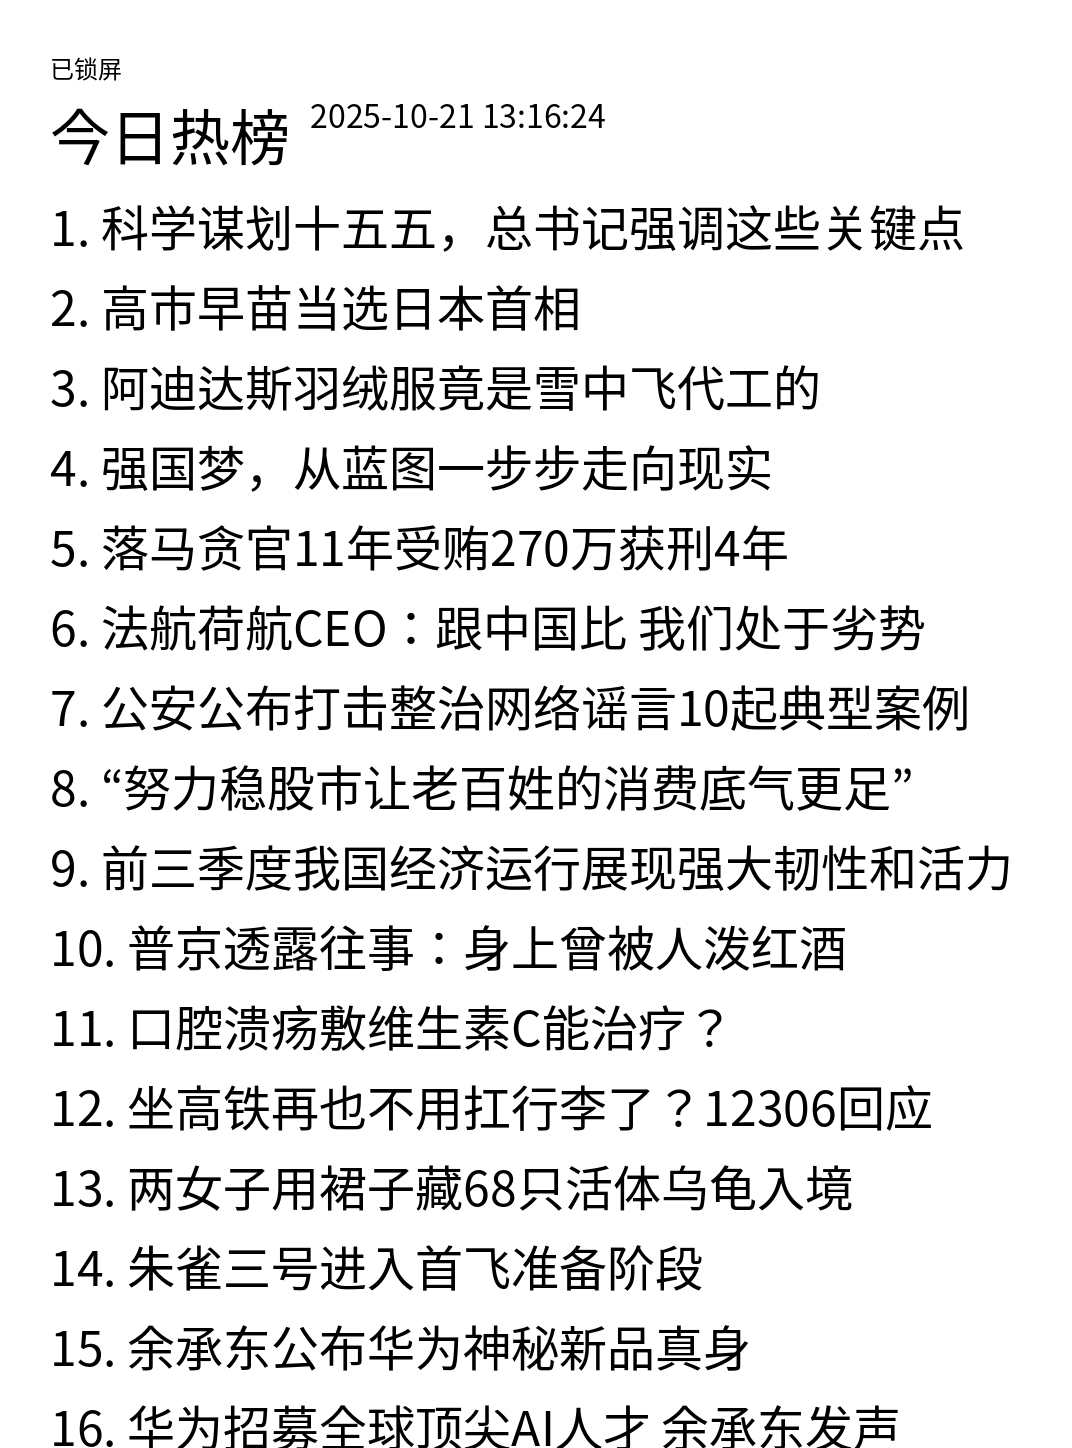 已锁屏
今日热榜 2025-10-21 13:16:24
1. 科学谋划十五五，总书记强调这些关键点
2. 高市早苗当选日本首相
3. 阿迪达斯羽绒服竟是雪中飞代工的
4. 强国梦，从蓝图一步步走向现实
5. 落马贪官11年受贿270万获刑4年
6. 法航荷航CEO：跟中国比 我们处于劣势
7. 公安公布打击整治网络谣言10起典型案例
8. “努力稳股市让老百姓的消费底气更足”
9. 前三季度我国经济运行展现强大韧性和活力
10. 普京透露往事：身上曾被人泼红酒
11. 口腔溃疡敷维生素C能治疗？
12. 坐高铁再也不用扛行李了？12306回应
13. 两女子用裙子藏68只活体乌龟入境
14. 朱雀三号进入首飞准备阶段
15. 余承东公布华为神秘新品真身
16. 华为招募全球顶尖AI人才 余承东发声